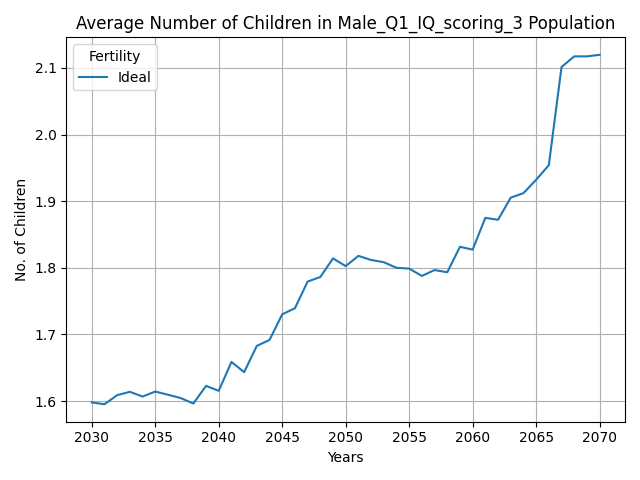 Average Number of Children in Male_Q1_IQ_scoring_3 Population
Fertility
Ideal
No. of Children
2.1
2.0
1.9
1.8
1.7
1.6
2030 2035 2040 2045 2050 2055 2060 2065 2070
Years